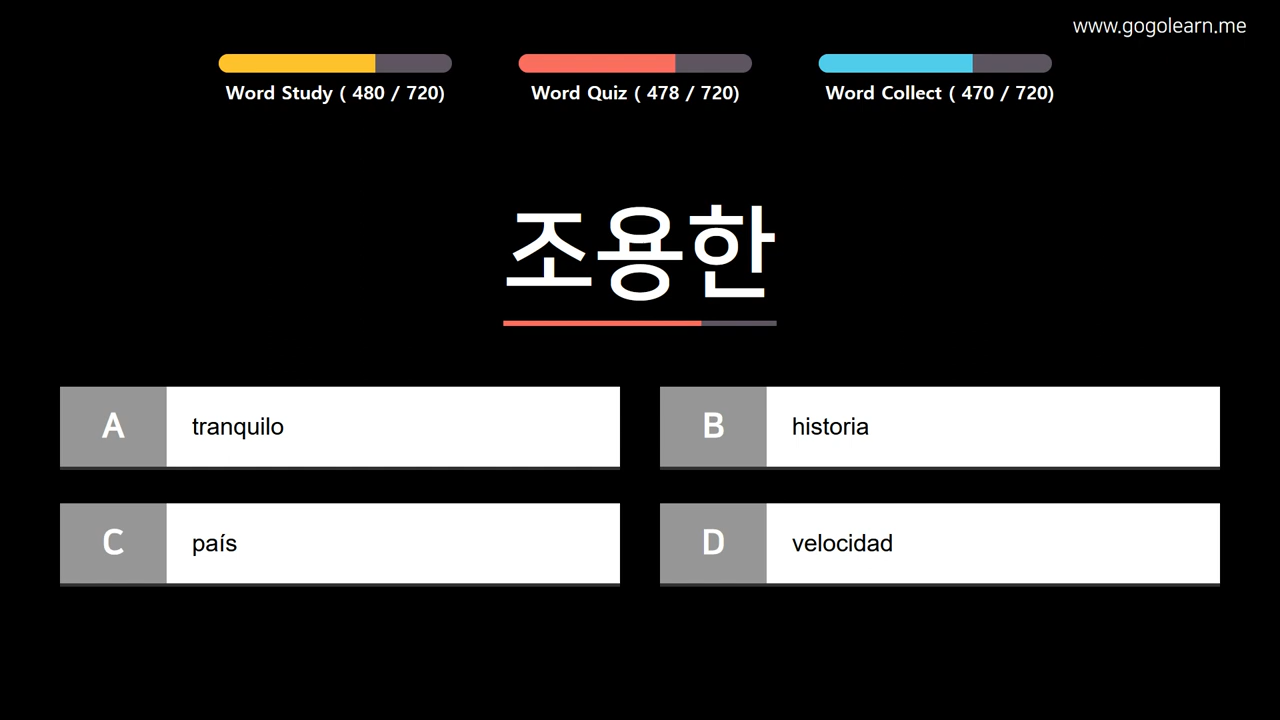 www.gogolearn.me
Word Study ( 480 / 720)
Word Quiz ( 478 / 720)
Word Collect ( 470 / 720)
조용한
A tranquilo
B historia
C país
D velocidad